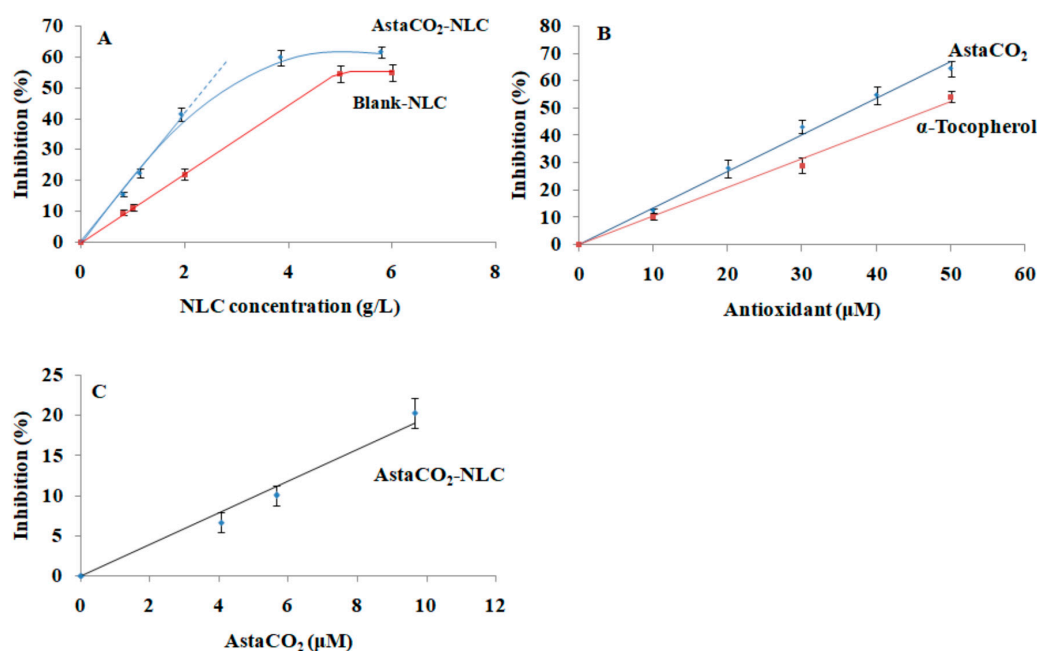 A
AstaCO₂-NLC
Blank-NLC
Inhibition (%)
70
60
50
40
30
20
10
0
0 2 4 6 8
NLC concentration (g/L)
B
AstaCO₂
α-Tocopherol
Inhibition (%)
80
70
60
50
40
30
20
10
0
0 10 20 30 40 50 60
Antioxidant (µM)
C
AstaCO₂-NLC
Inhibition (%)
25
20
15
10
5
0
0 2 4 6 8 10 12
AstaCO₂ (µM)